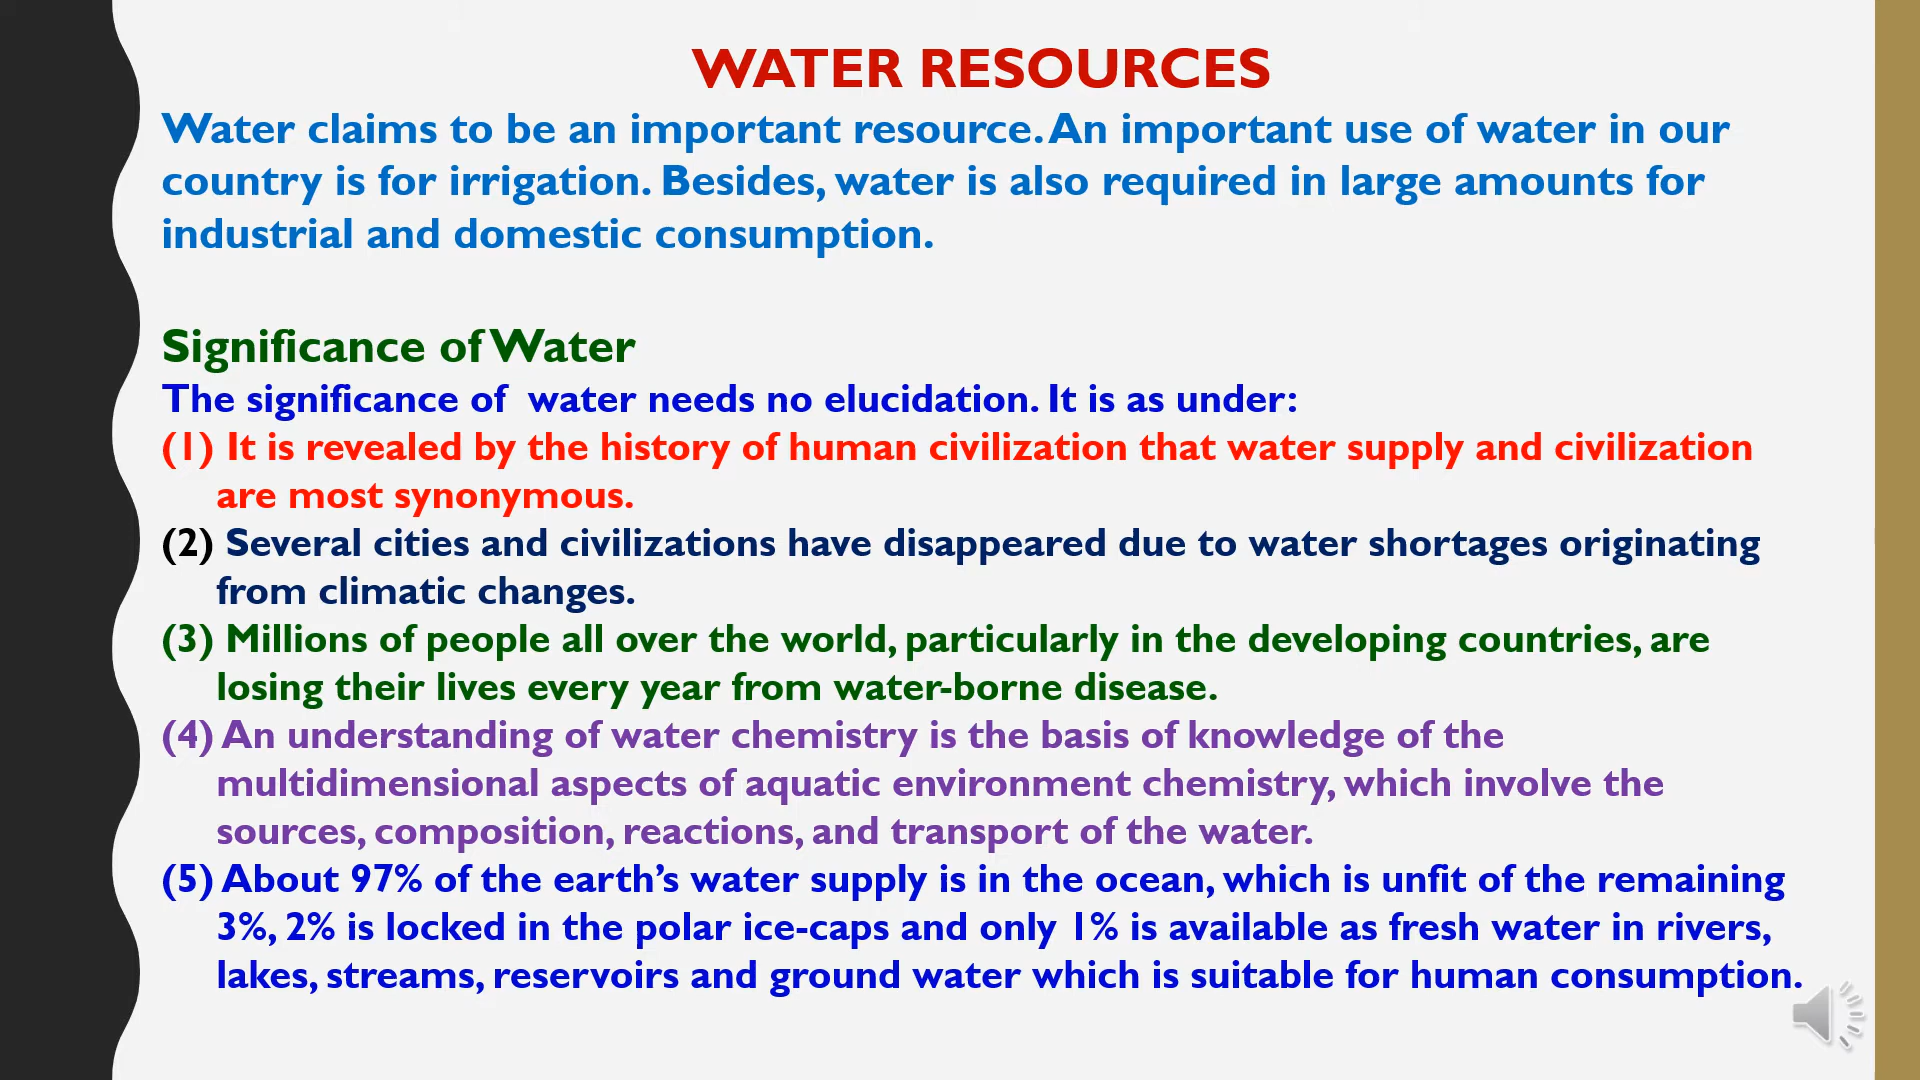 WATER RESOURCES
Water claims to be an important resource. An important use of water in our
country is for irrigation. Besides, water is also required in large amounts for
industrial and domestic consumption.
Significance of Water
The significance of water needs no elucidation. It is as under:
(1) It is revealed by the history of human civilization that water supply and civilization
are most synonymous.
(2) Several cities and civilizations have disappeared due to water shortages originating
from climatic changes.
(3) Millions of people all over the world, particularly in the developing countries, are
losing their lives every year from water-borne disease.
(4) An understanding of water chemistry is the basis of knowledge of the
multidimensional aspects of aquatic environment chemistry, which involve the
sources, composition, reactions, and transport of the water.
(5) About 97% of the earth’s water supply is in the ocean, which is unfit of the remaining
3%, 2% is locked in the polar ice-caps and only 1% is available as fresh water in rivers,
lakes, streams, reservoirs and ground water which is suitable for human consumption.